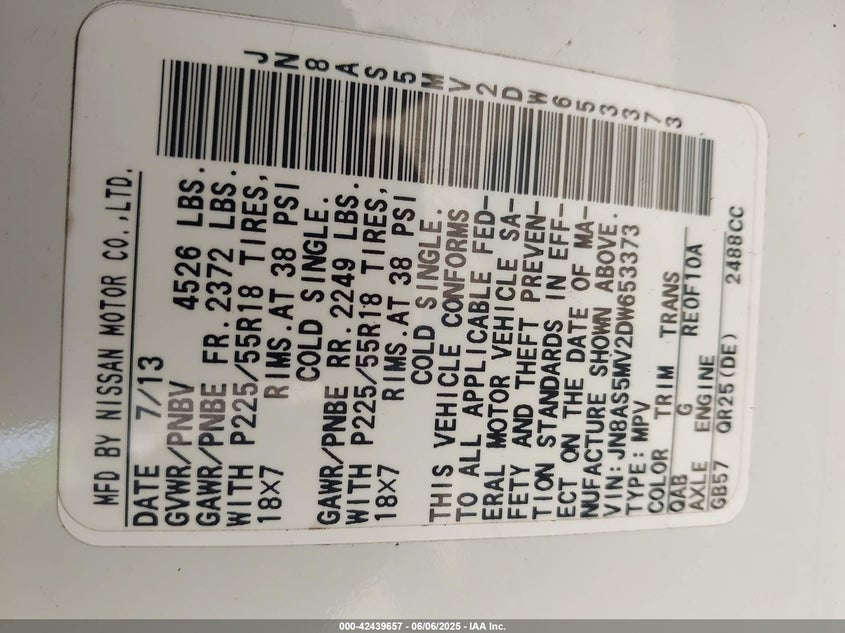 JN8AS5MV2DW653373
MFD BY NISSAN MOTOR CO.,LTD.
DATE 7/13
GVWR/PNBV 4526 LBS.
GAWR/PNBE FR.2372 LBS.
WITH P225/55R18 TIRES,
18X7 RIMS.AT 38 PSI
COLD SINGLE.
GAWR/PNBE RR.2249 LBS.
WITH P225/55R18 TIRES,
18X7 RIMS.AT 38 PSI
COLD SINGLE.
THIS VEHICLE CONFORMS
TO ALL APPLICABLE FED-
ERAL MOTOR VEHICLE SA-
FETY AND THEFT PREVEN-
TION STANDARDS IN EFF-
ECT ON THE DATE OF MA-
NUFACTURE SHOWN ABOVE.
VIN: JN8AS5MV2DW653373
TYPE: MPV
COLOR TRIM TRANS
QAB G RE0F10A
AXLE ENGINE
GB57 QR25(DE) 2488CC
000-42439657 - 06/06/2025 - IAA Inc.